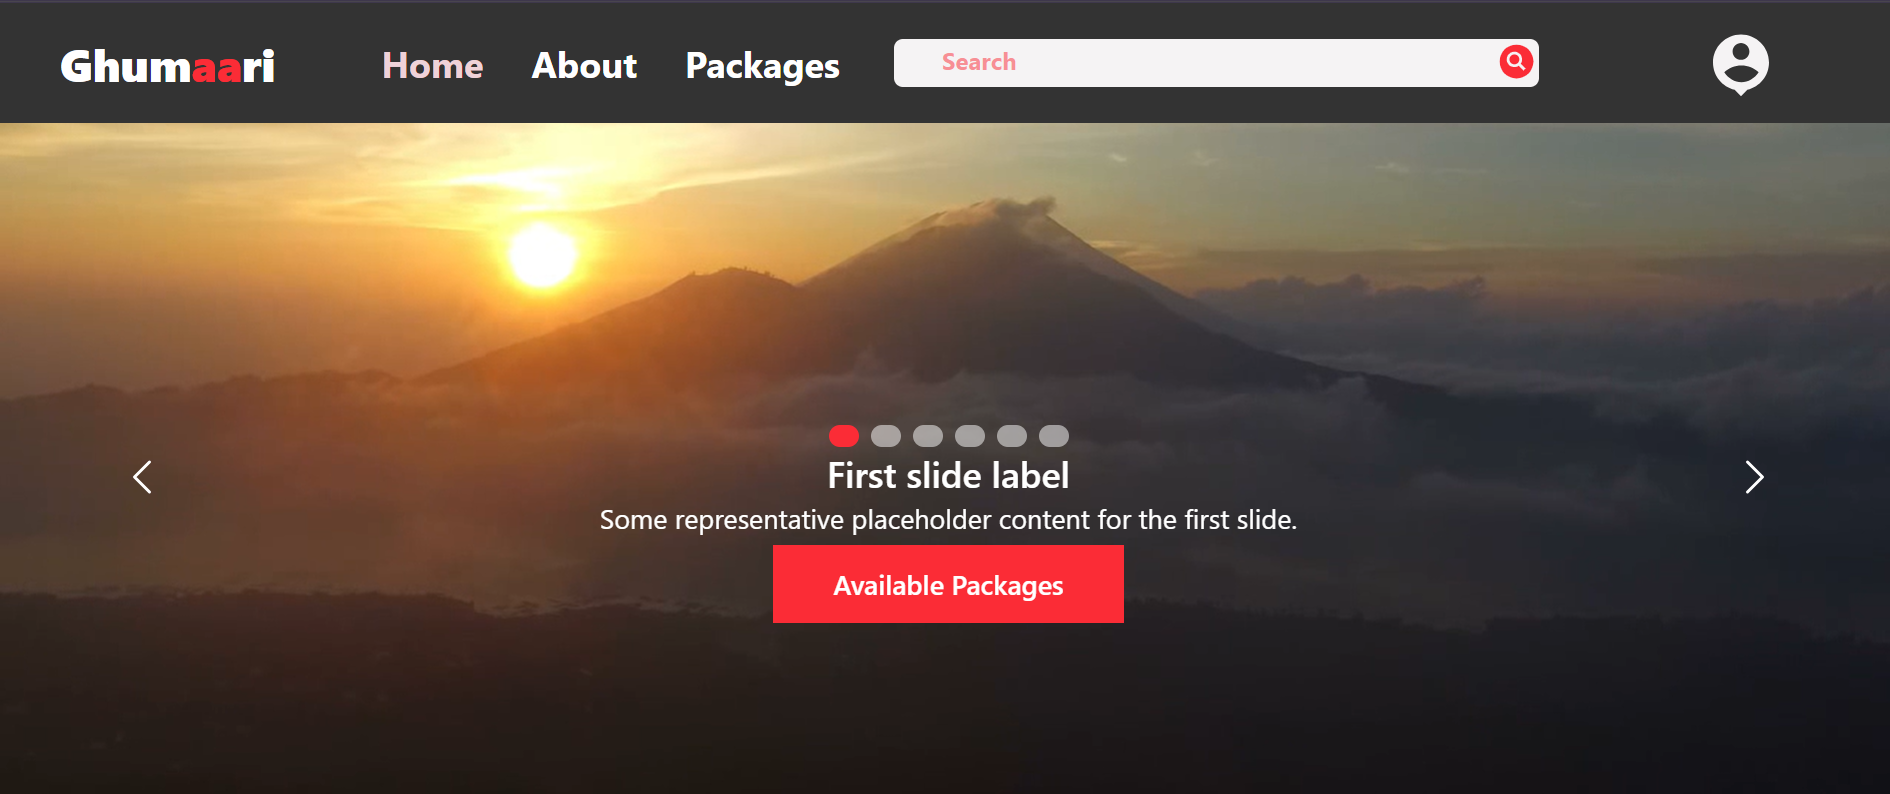 Ghumaari Home About Packages Search
First slide label
Some representative placeholder content for the first slide.
Available Packages